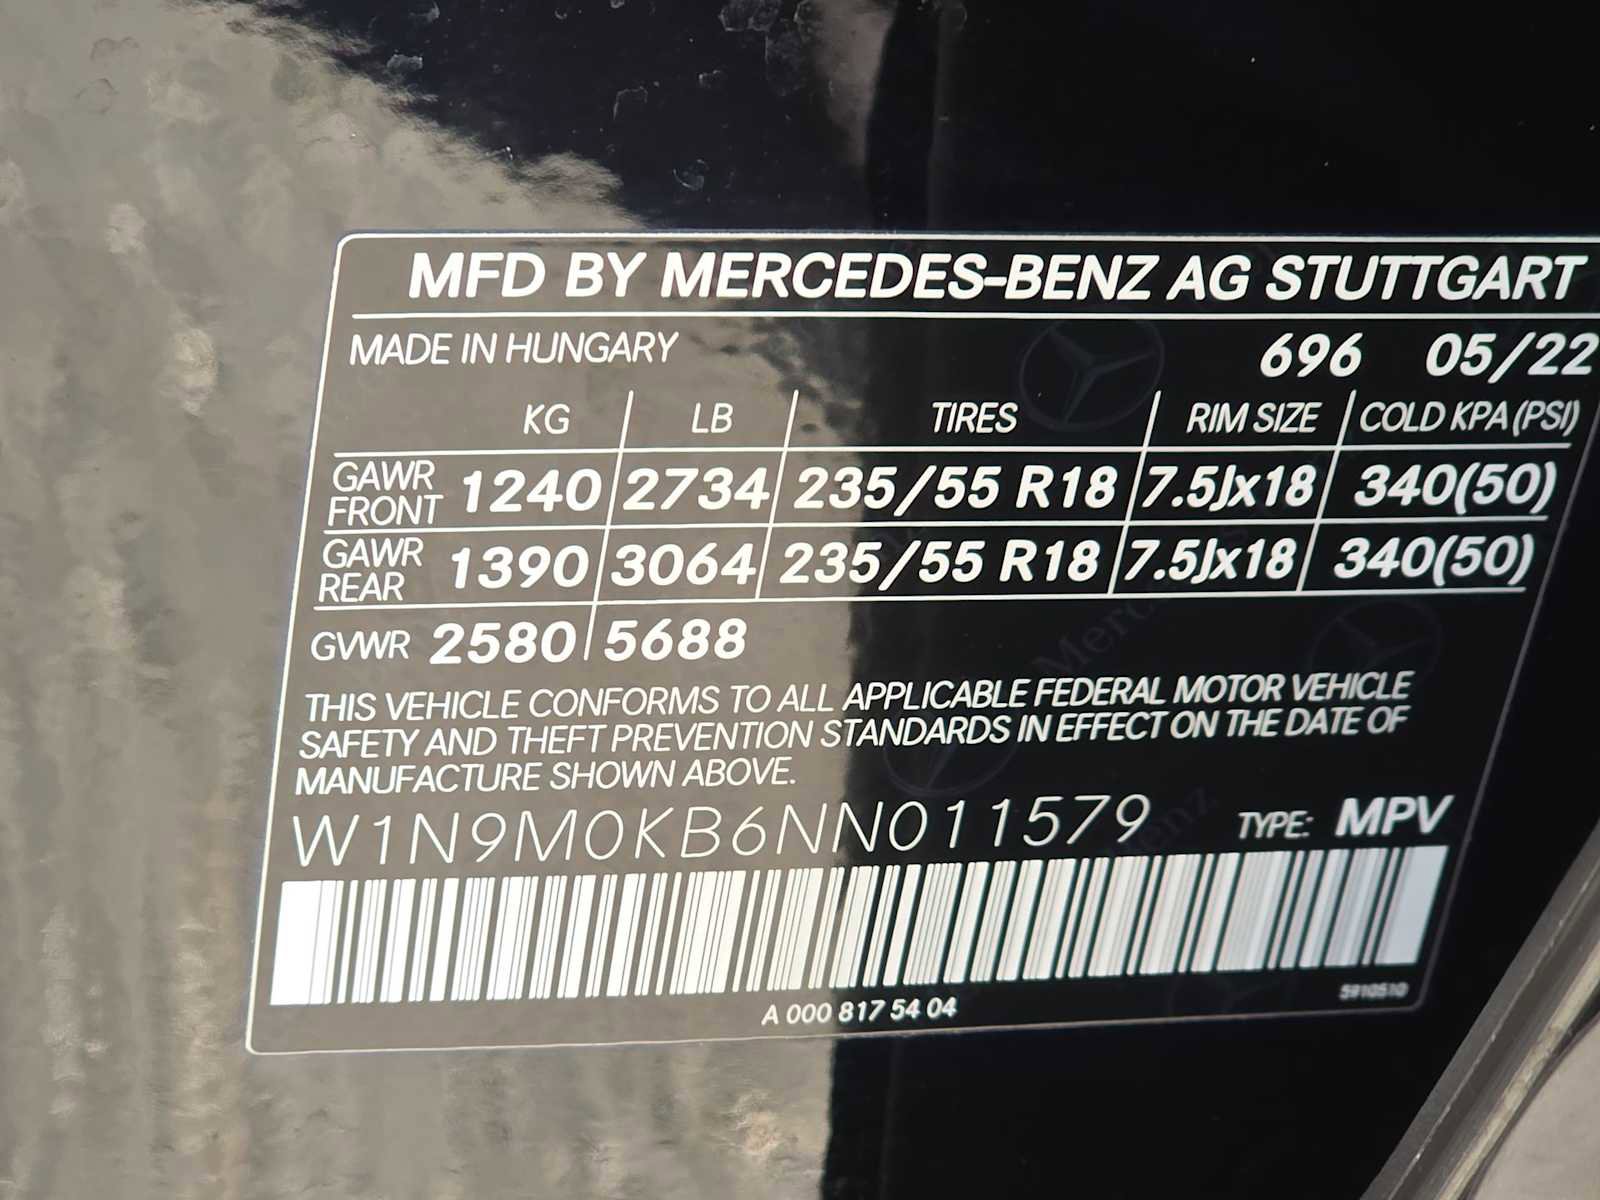 MFD BY MERCEDES-BENZ AG STUTTGART
MADE IN HUNGARY 696 05/22
KG LB TIRES RIM SIZE COLD KPA (PSI)
GAWR FRONT 1240 2734 235/55 R18 7.5Jx18 340(50)
GAWR REAR 1390 3064 235/55 R18 7.5Jx18 340(50)
GVWR 2580 5688
THIS VEHICLE CONFORMS TO ALL APPLICABLE FEDERAL MOTOR VEHICLE
SAFETY AND THEFT PREVENTION STANDARDS IN EFFECT ON THE DATE OF
MANUFACTURE SHOWN ABOVE.
W1N9M0KB6NN011579 TYPE: MPV
A 000 817 54 04
5910510